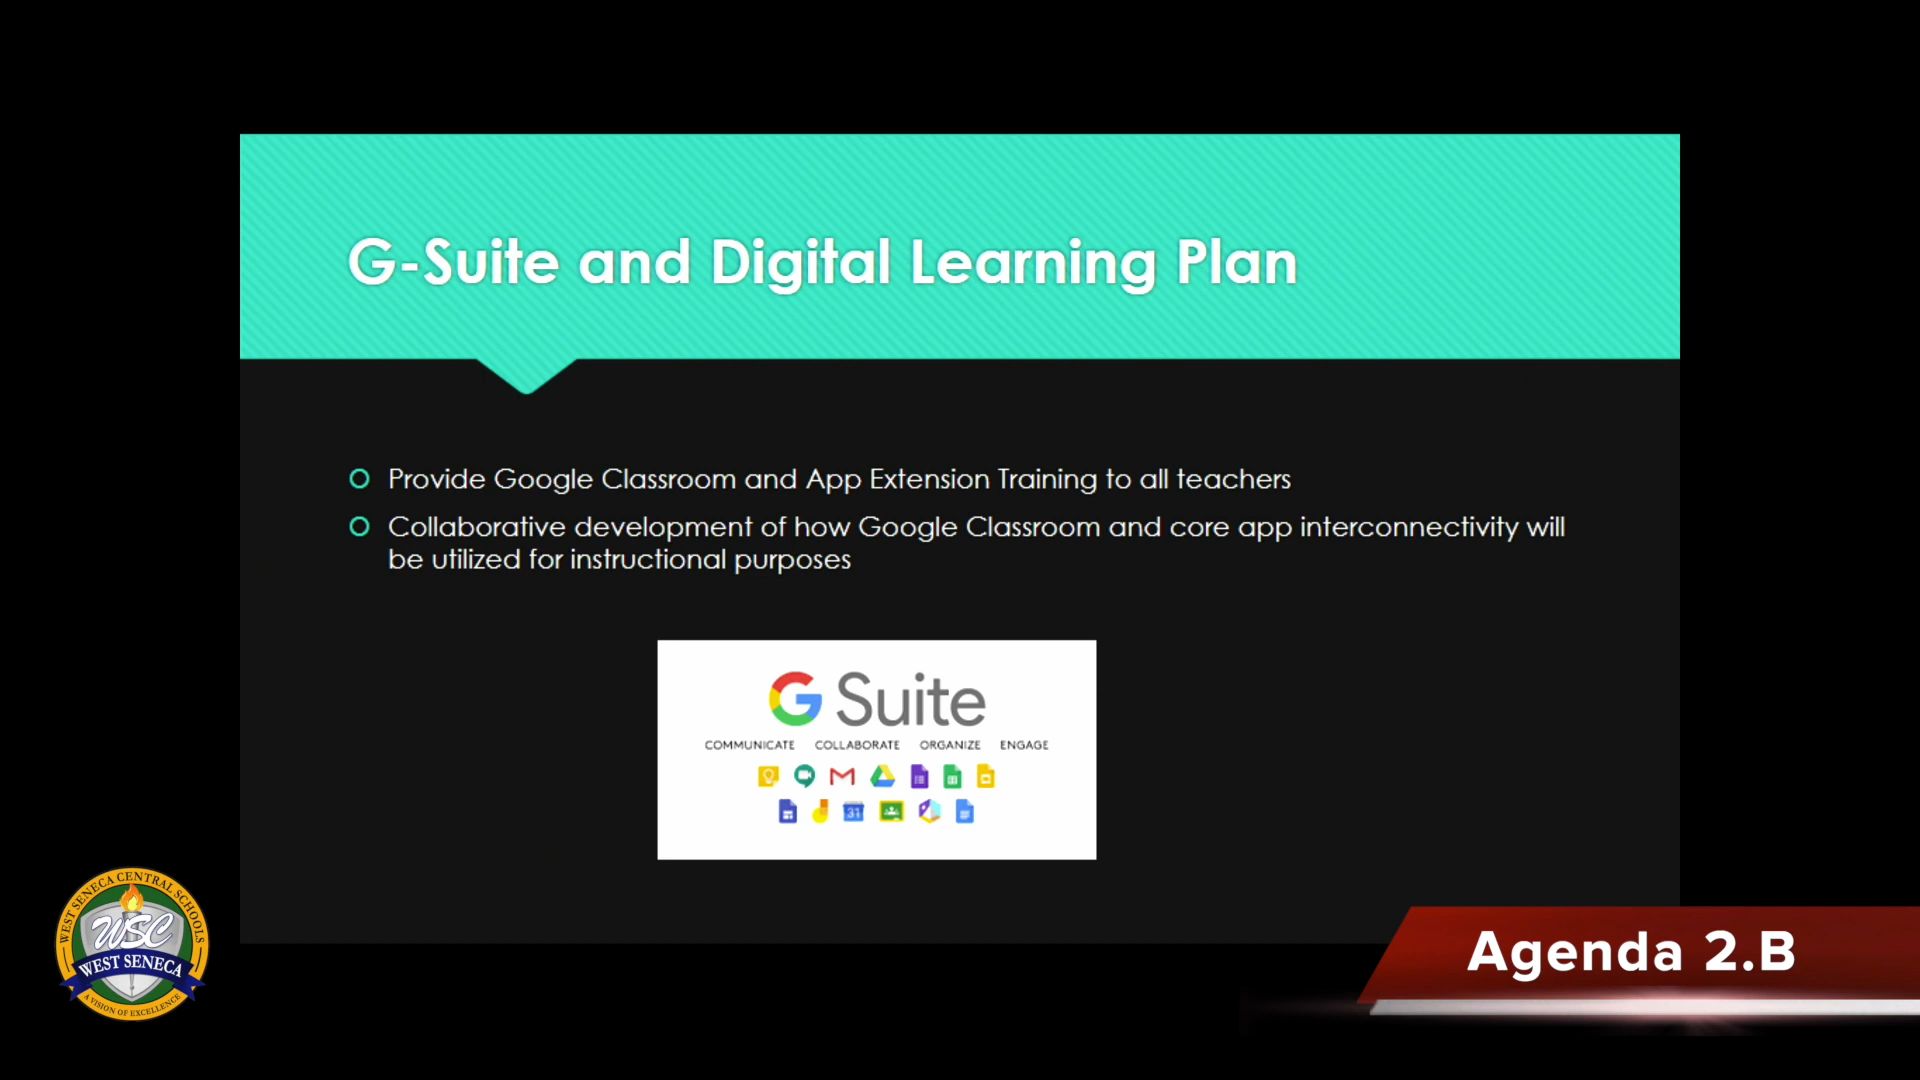 G-Suite and Digital Learning Plan
Provide Google Classroom and App Extension Training to all teachers
Collaborative development of how Google Classroom and core app interconnectivity will
be utilized for instructional purposes
G Suite
COMMUNICATE COLLABORATE ORGANIZE ENGAGE
31
WEST SENECA CENTRAL SCHOOLS
WSC
WEST SENECA
A VISION OF EXCELLENCE
Agenda 2.B